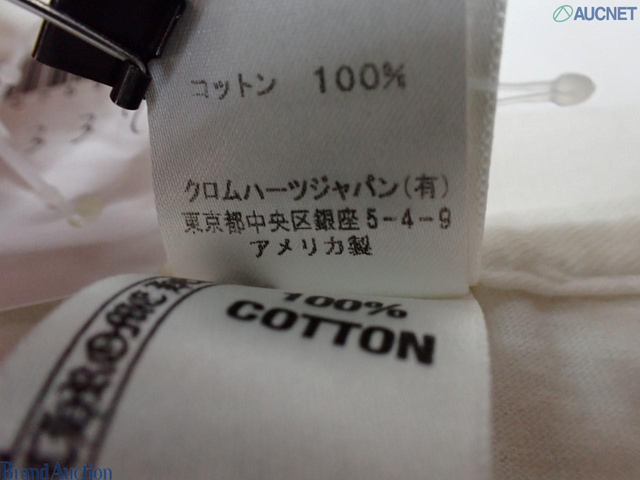 AUCNET
コットン 100%
クロムハーツジャパン(有)
東京都中央区銀座5-4-9
アメリカ製
100%
COTTON
CHROME
Brand Auction